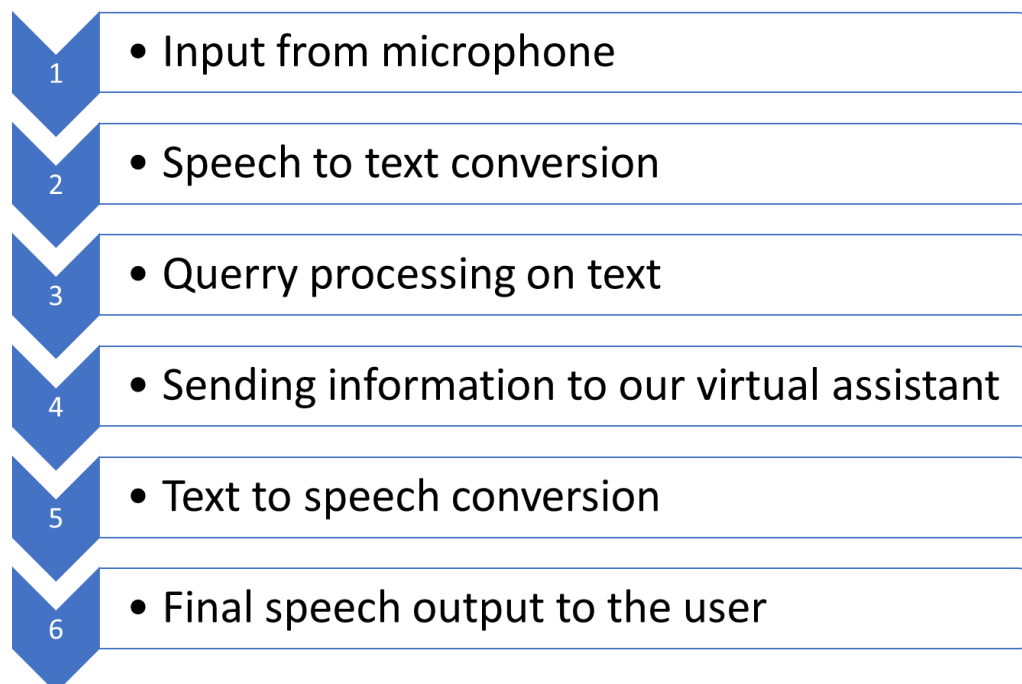 1
• Input from microphone
2
• Speech to text conversion
3
• Querry processing on text
4
• Sending information to our virtual assistant
5
• Text to speech conversion
6
• Final speech output to the user